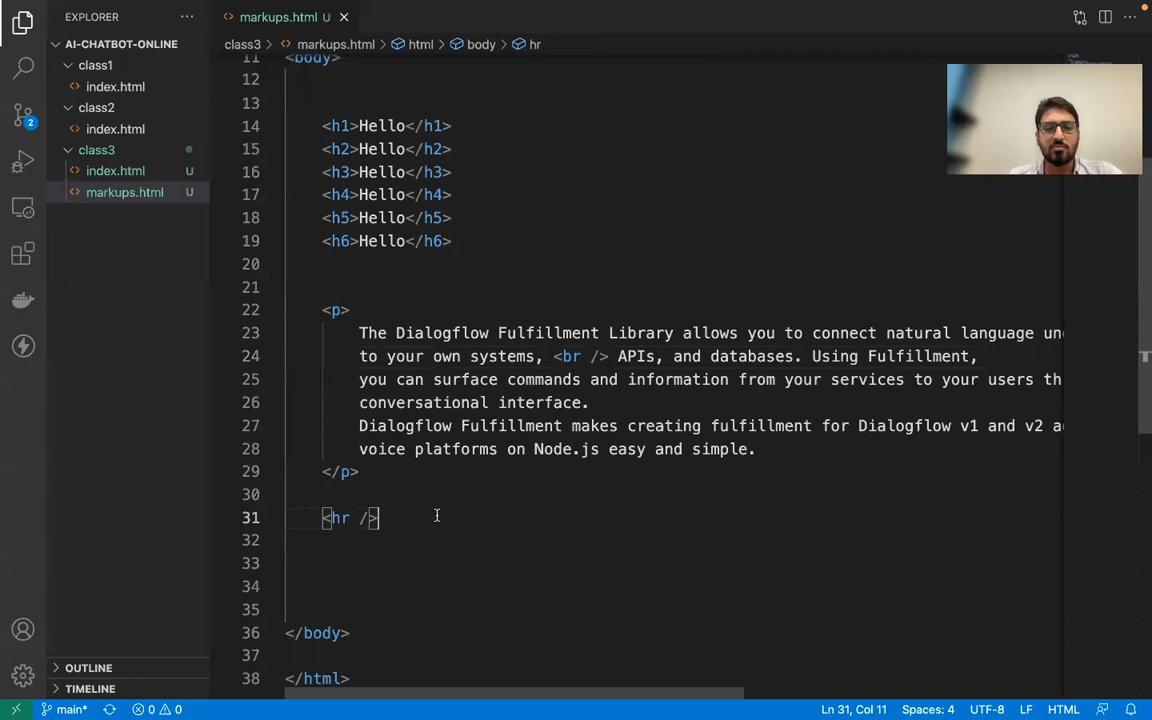 EXPLORER
AI-CHATBOT-ONLINE
class1
index.html
class2
index.html
class3
index.html U
markups.html U
OUTLINE
TIMELINE
2
markups.html U
class3 > markups.html > html > body > hr
11 <body>
12
13
14 <h1>Hello</h1>
15 <h2>Hello</h2>
16 <h3>Hello</h3>
17 <h4>Hello</h4>
18 <h5>Hello</h5>
19 <h6>Hello</h6>
20
21
22 <p>
23 The Dialogflow Fulfillment Library allows you to connect natural language un
24 to your own systems, <br /> APIs, and databases. Using Fulfillment,
25 you can surface commands and information from your services to your users th
26 conversational interface.
27 Dialogflow Fulfillment makes creating fulfillment for Dialogflow v1 and v2 a
28 voice platforms on Node.js easy and simple.
29 </p>
30
31 <hr />
32
33
34
35
36 </body>
37
38 </html>
main* 0 0 Ln 31, Col 11 Spaces: 4 UTF-8 LF HTML